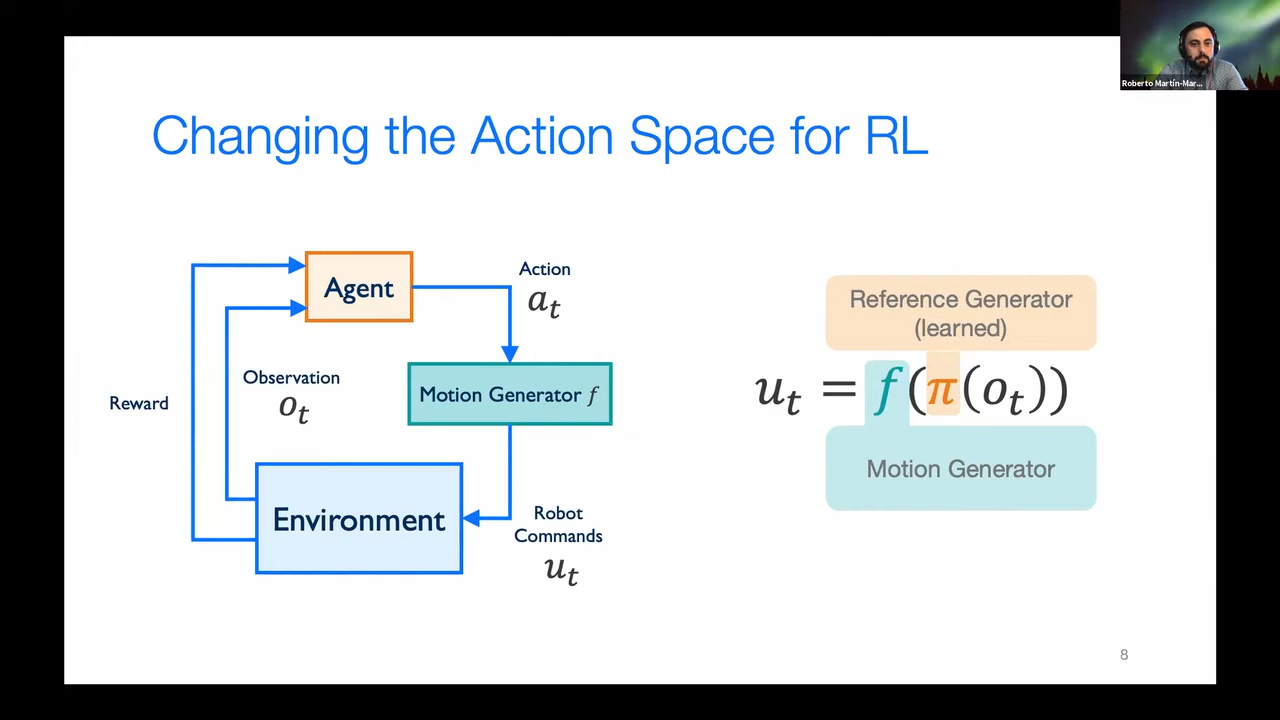 Roberto Martín-Mar...
Changing the Action Space for RL
Agent
Action
a_t
Reference Generator
(learned)
Observation
o_t
Reward
Motion Generator f
u_t = f(π(o_t))
Motion Generator
Environment
Robot
Commands
u_t
8